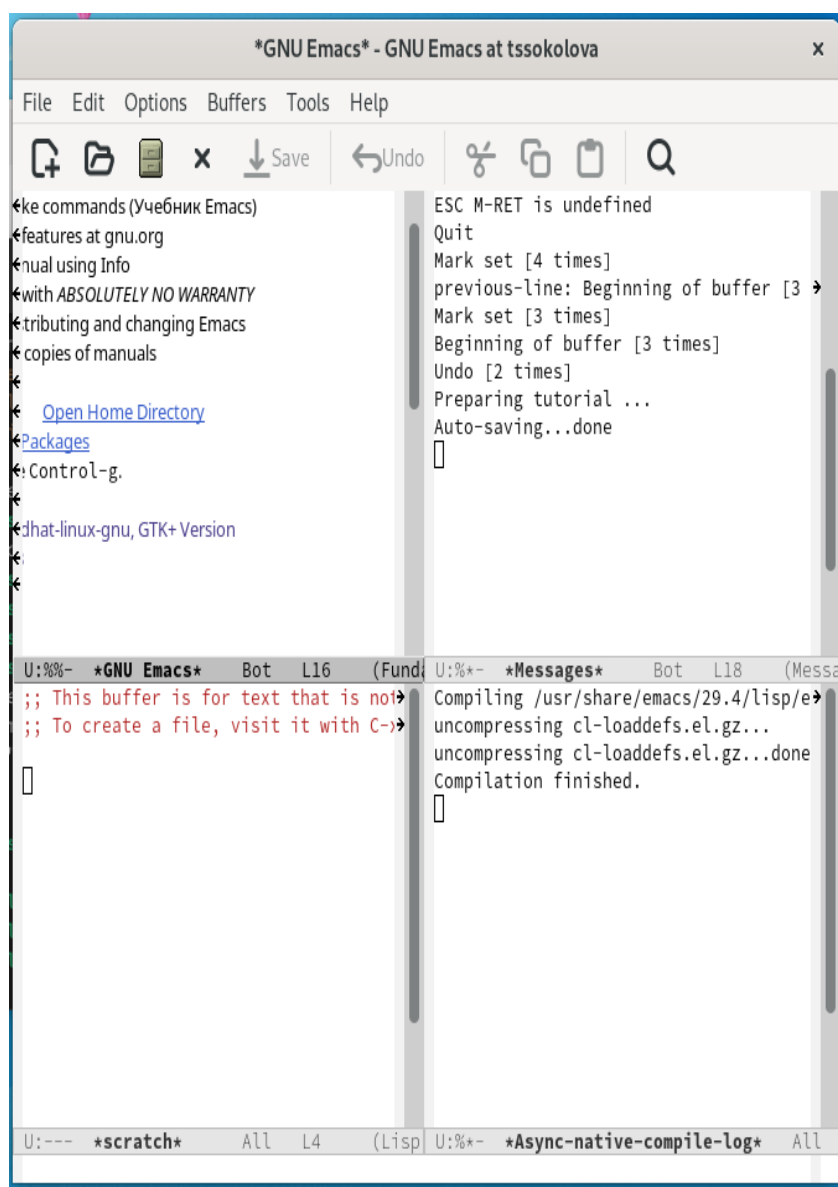 *GNU Emacs* - GNU Emacs at tssokolova
File Edit Options Buffers Tools Help
Save Undo
ke commands (Учебник Emacs)
features at gnu.org
nual using Info
with ABSOLUTELY NO WARRANTY
tributing and changing Emacs
copies of manuals
Open Home Directory
Packages
Control-g.
dhat-linux-gnu, GTK+ Version
U:%%- *GNU Emacs* Bot L16 (Funda
ESC M-RET is undefined
Quit
Mark set [4 times]
previous-line: Beginning of buffer [3
Mark set [3 times]
Beginning of buffer [3 times]
Undo [2 times]
Preparing tutorial ...
Auto-saving...done
U:%*- *Messages* Bot L18 (Messa
;; This buffer is for text that is not
;; To create a file, visit it with C-x
U:--- *scratch* All L4 (Lisp
Compiling /usr/share/emacs/29.4/lisp/e
uncompressing cl-loaddefs.el.gz...
uncompressing cl-loaddefs.el.gz...done
Compilation finished.
U:%*- *Async-native-compile-log* All